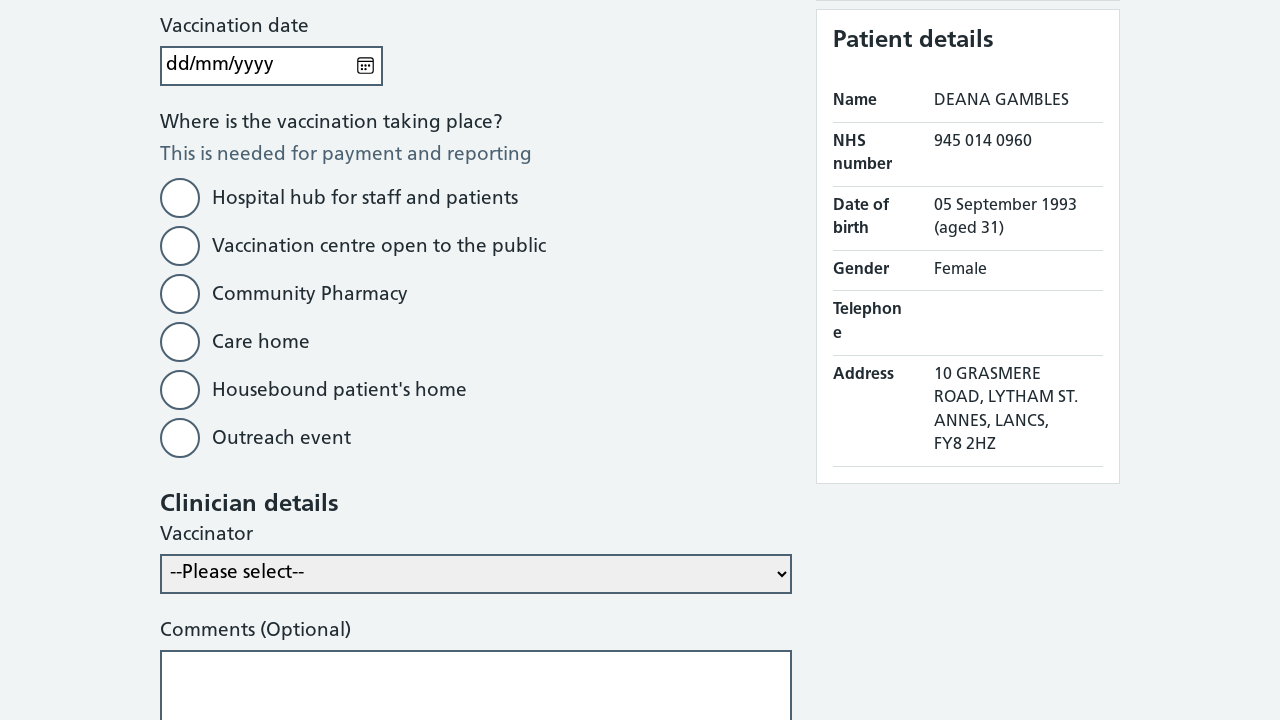 Vaccination date
dd/mm/yyyy
Where is the vaccination taking place?
This is needed for payment and reporting
Hospital hub for staff and patients
Vaccination centre open to the public
Community Pharmacy
Care home
Housebound patient's home
Outreach event
Clinician details
Vaccinator
--Please select--
Comments (Optional)
Patient details
Name DEANA GAMBLES
NHS 945 014 0960
number
Date of 05 September 1993
birth (aged 31)
Gender Female
Telephon
e
Address 10 GRASMERE
ROAD, LYTHAM ST.
ANNES, LANCS,
FY8 2HZ